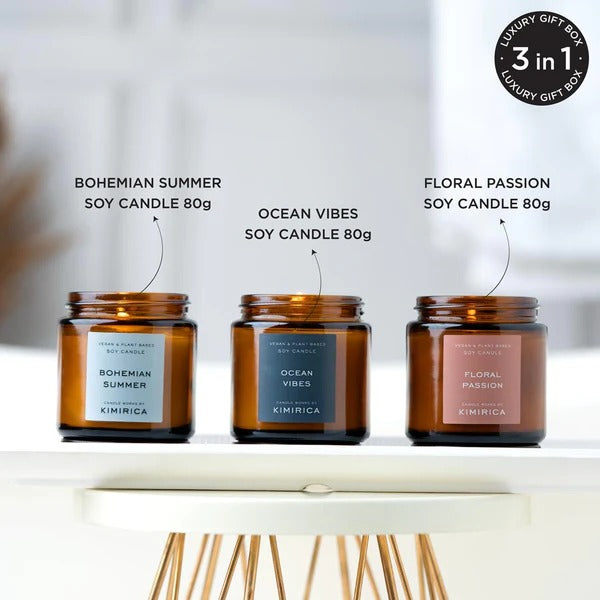 LUXURY GIFT BOX
3 in 1
LUXURY GIFT BOX
BOHEMIAN SUMMER
SOY CANDLE 80g
OCEAN VIBES
SOY CANDLE 80g
FLORAL PASSION
SOY CANDLE 80g
VEGAN & PLANT-BASED
SOY CANDLE
BOHEMIAN
SUMMER
CANDLE WORKS BY
KIMIRICA
VEGAN & PLANT-BASED
SOY CANDLE
OCEAN
VIBES
CANDLE WORKS BY
KIMIRICA
VEGAN & PLANT-BASED
SOY CANDLE
FLORAL
PASSION
CANDLE WORKS BY
KIMIRICA